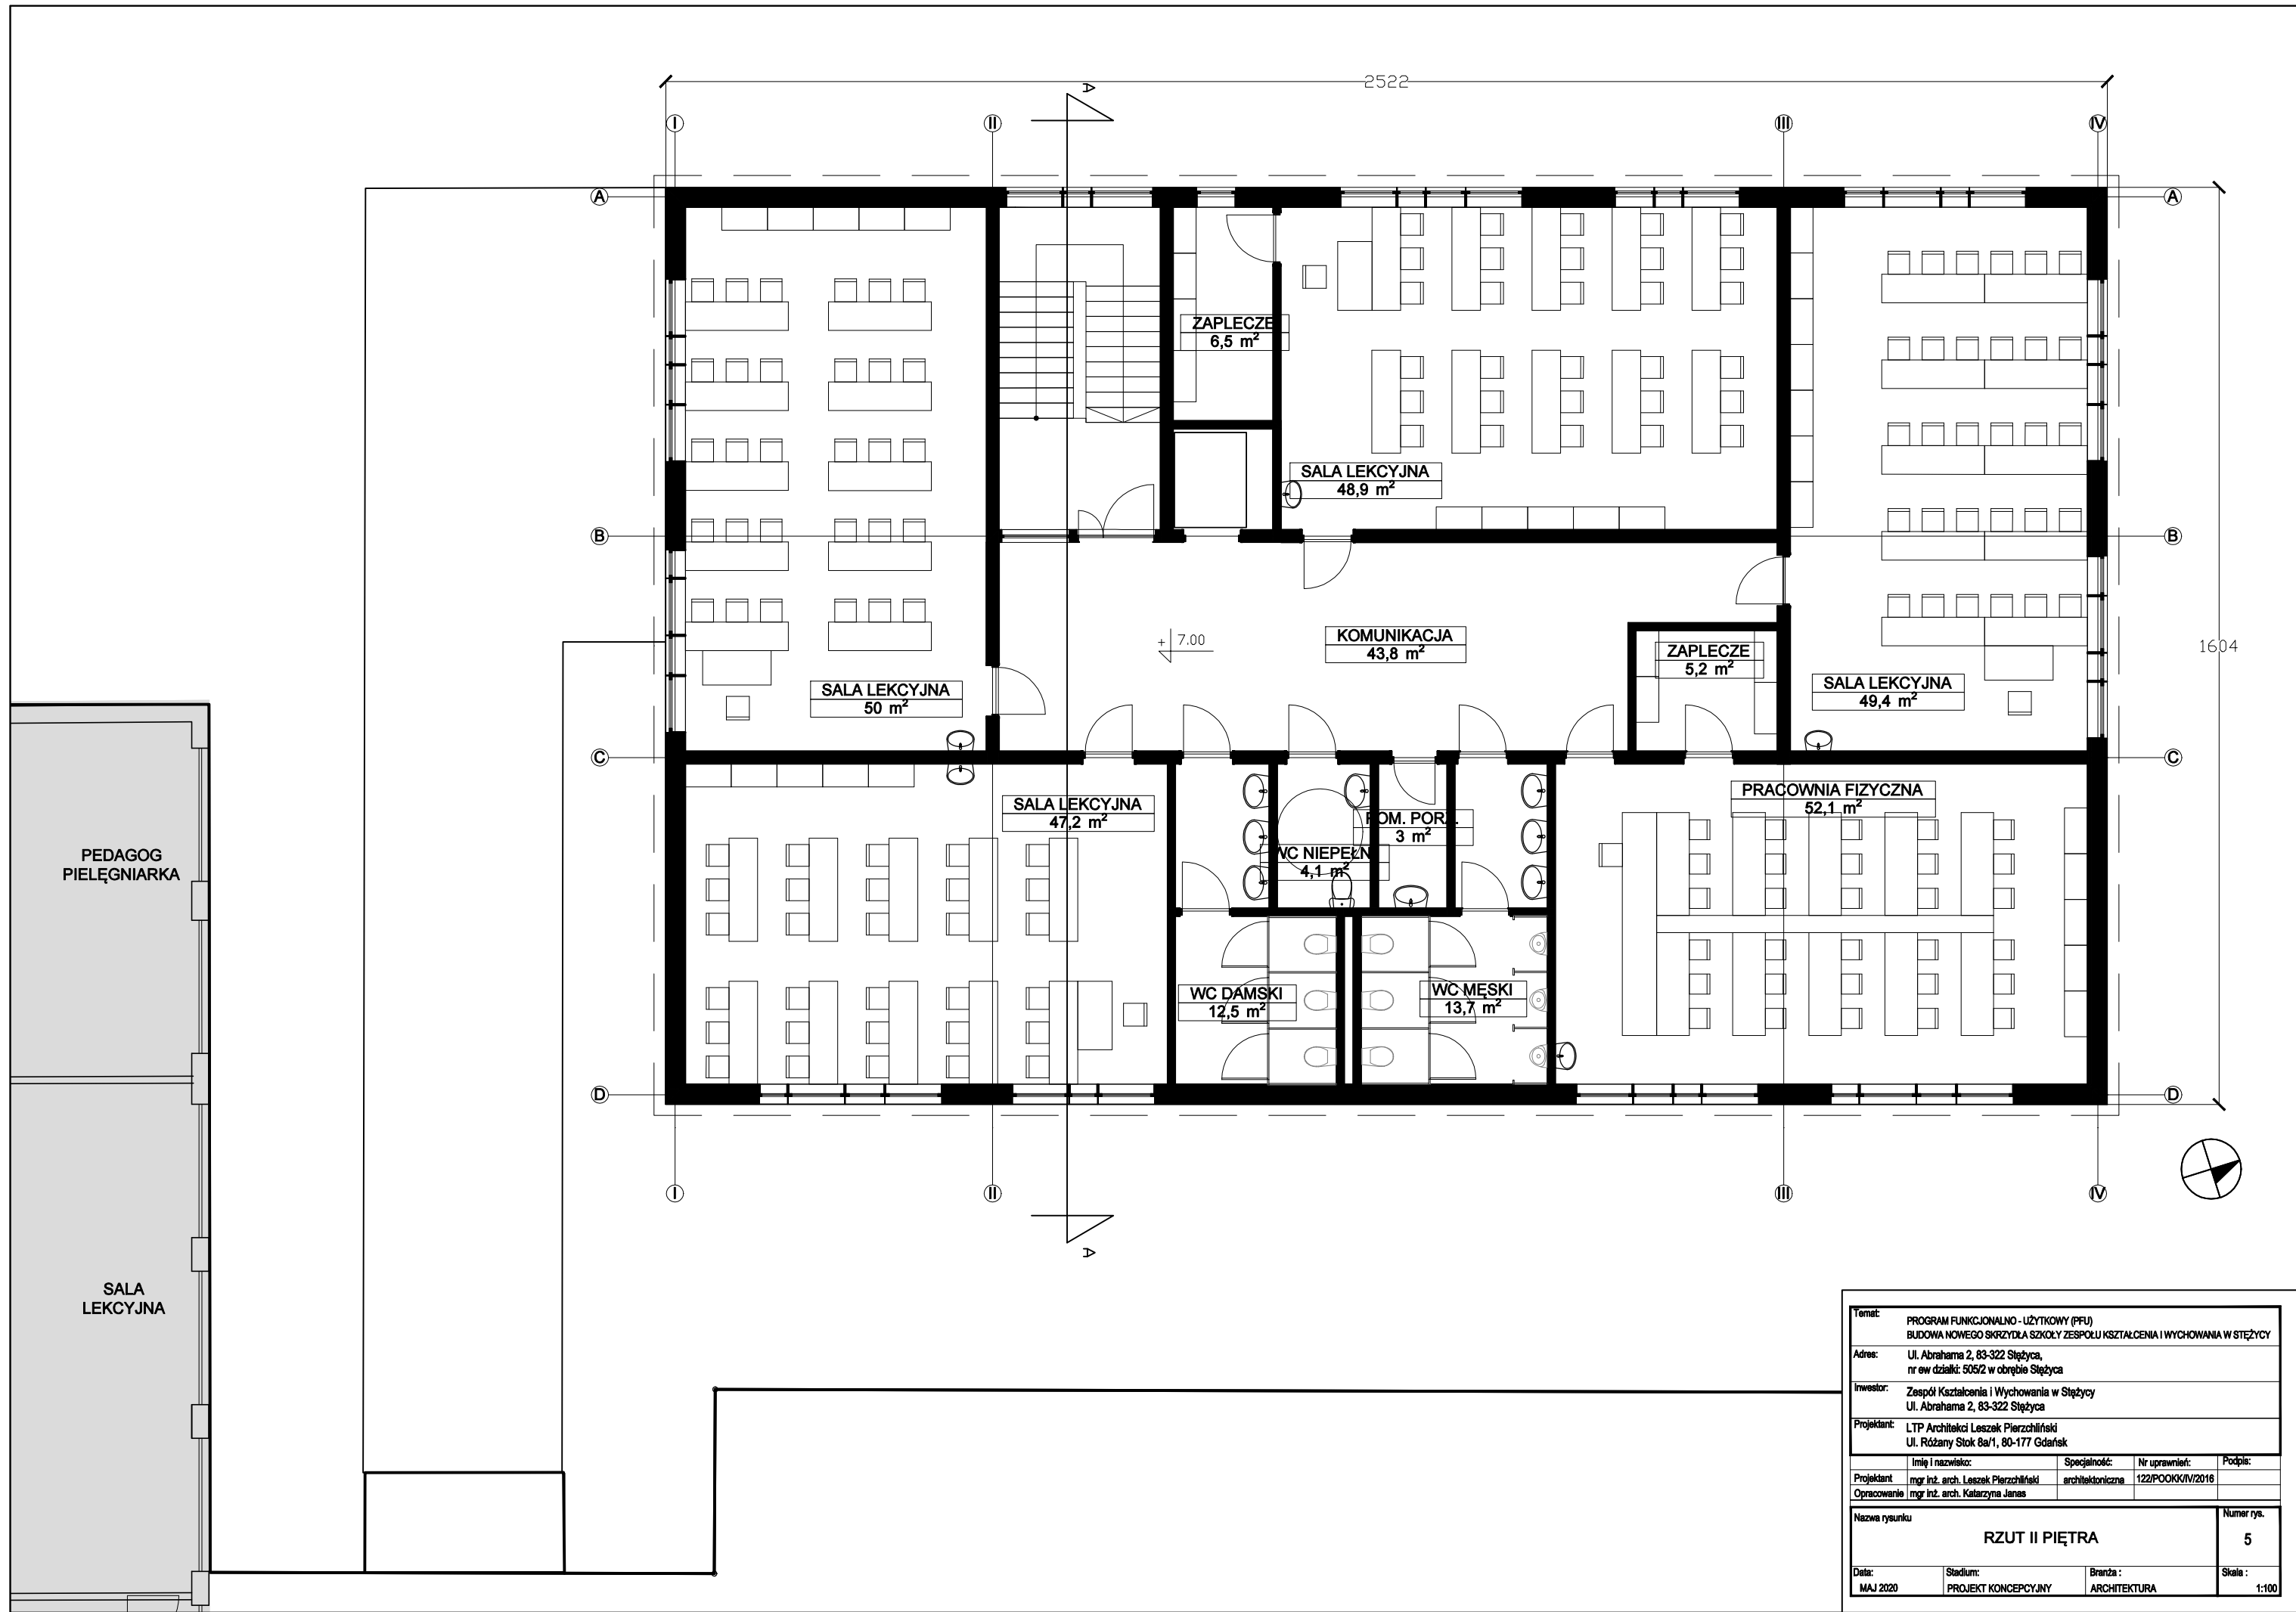 2522
A
I
II
III
IV
A
A
ZAPLECZE
6,5 m²
SALA LEKCYJNA
48,9 m²
B
B
+ 7.00
KOMUNIKACJA
43,8 m²
ZAPLECZE
5,2 m²
1604
SALA LEKCYJNA
50 m²
SALA LEKCYJNA
49,4 m²
C
C
SALA LEKCYJNA
47,2 m²
POM. PORZ.
3 m²
PRACOWNIA FIZYCZNA
52,1 m²
WC NIEPEŁN
4,1 m²
PEDAGOG
PIELĘGNIARKA
WC DAMSKI
12,5 m²
WC MĘSKI
13,7 m²
D
D
I
II
III
IV
A
SALA
LEKCYJNA
Temat:
PROGRAM FUNKCJONALNO - UŻYTKOWY (PFU)
BUDOWA NOWEGO SKRZYDŁA SZKOŁY ZESPOŁU KSZTAŁCENIA I WYCHOWANIA W STĘŻYCY
Adres: Ul. Abrahama 2, 83-322 Stężyca,
nr ew działki: 505/2 w obrębie Stężyca
Inwestor: Zespół Kształcenia i Wychowania w Stężycy
Ul. Abrahama 2, 83-322 Stężyca
Projektant: LTP Architekci Leszek Pierzchliński
Ul. Różany Stok 8a/1, 80-177 Gdańsk
Imię i nazwisko: Specjalność: Nr uprawnień: Podpis:
Projektant mgr inż. arch. Leszek Pierzchliński architektoniczna 122/POOKK/IV/2016
Opracowanie mgr inż. arch. Katarzyna Janas
Nazwa rysunku Numer rys.
RZUT II PIĘTRA 5
Data: Stadium: Branża : Skala :
MAJ 2020 PROJEKT KONCEPCYJNY ARCHITEKTURA 1:100